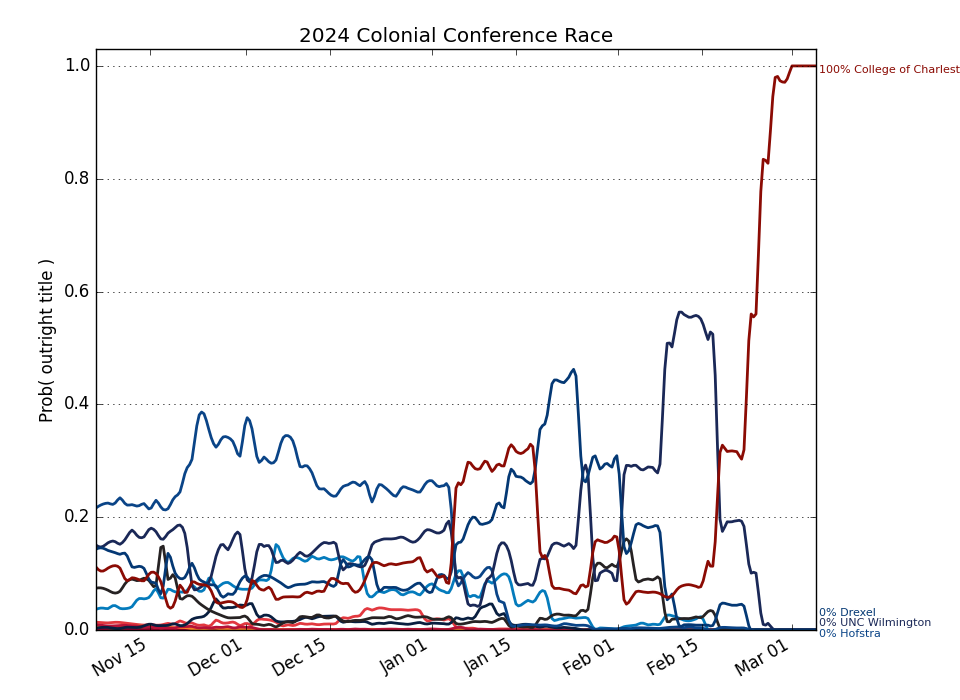 2024 Colonial Conference Race
Prob( outright title )
1.0
0.8
0.6
0.4
0.2
0.0
Nov 15
Dec 01
Dec 15
Jan 01
Jan 15
Feb 01
Feb 15
Mar 01
100% College of Charlest
0% Drexel
0% UNC Wilmington
0% Hofstra